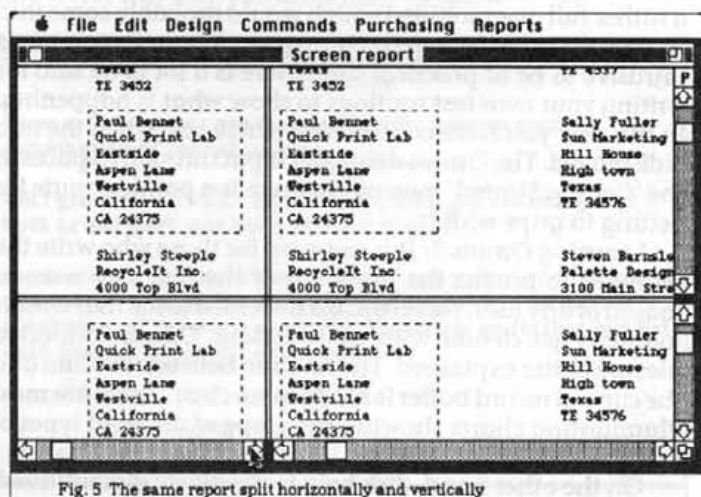 File Edit Design Commands Purchasing Reports
Screen report
P
TE 3452
TE 3452
Paul Bennet
Quick Print Lab
Eastside
Aspen Lane
Westville
California
CA 24375
Paul Bennet
Quick Print Lab
Eastside
Aspen Lane
Westville
California
CA 24375
Sally Fuller
Sun Marketing
Hill House
High town
Texas
TE 34576
Shirley Steeple
RecycleIt Inc
4000 Top Blvd
Shirley Steeple
RecycleIt Inc
4000 Top Blvd
Steven Barnsle
Palette Design
3100 Main Stre
Paul Bennet
Quick Print Lab
Eastside
Aspen Lane
Westville
California
CA 24375
Paul Bennet
Quick Print Lab
Eastside
Aspen Lane
Westville
California
CA 24375
Sally Fuller
Sun Marketing
Hill House
High town
Texas
TE 34576
Fig. 5 The same report split horizontally and vertically